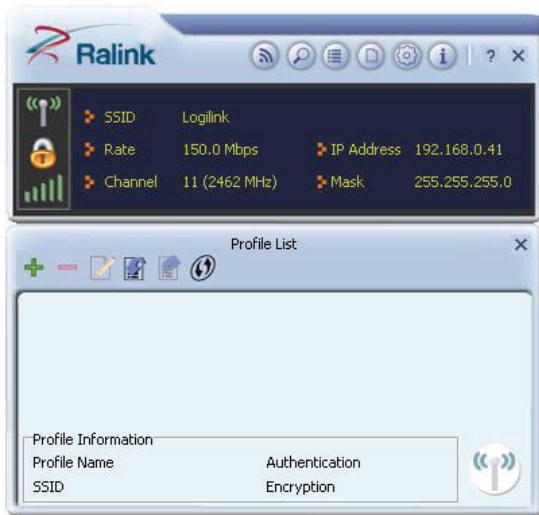 Ralink
? ×
SSID Logilink
Rate 150.0 Mbps IP Address 192.168.0.41
Channel 11 (2462 MHz) Mask 255.255.255.0
Profile List ×
Profile Information
Profile Name Authentication
SSID Encryption